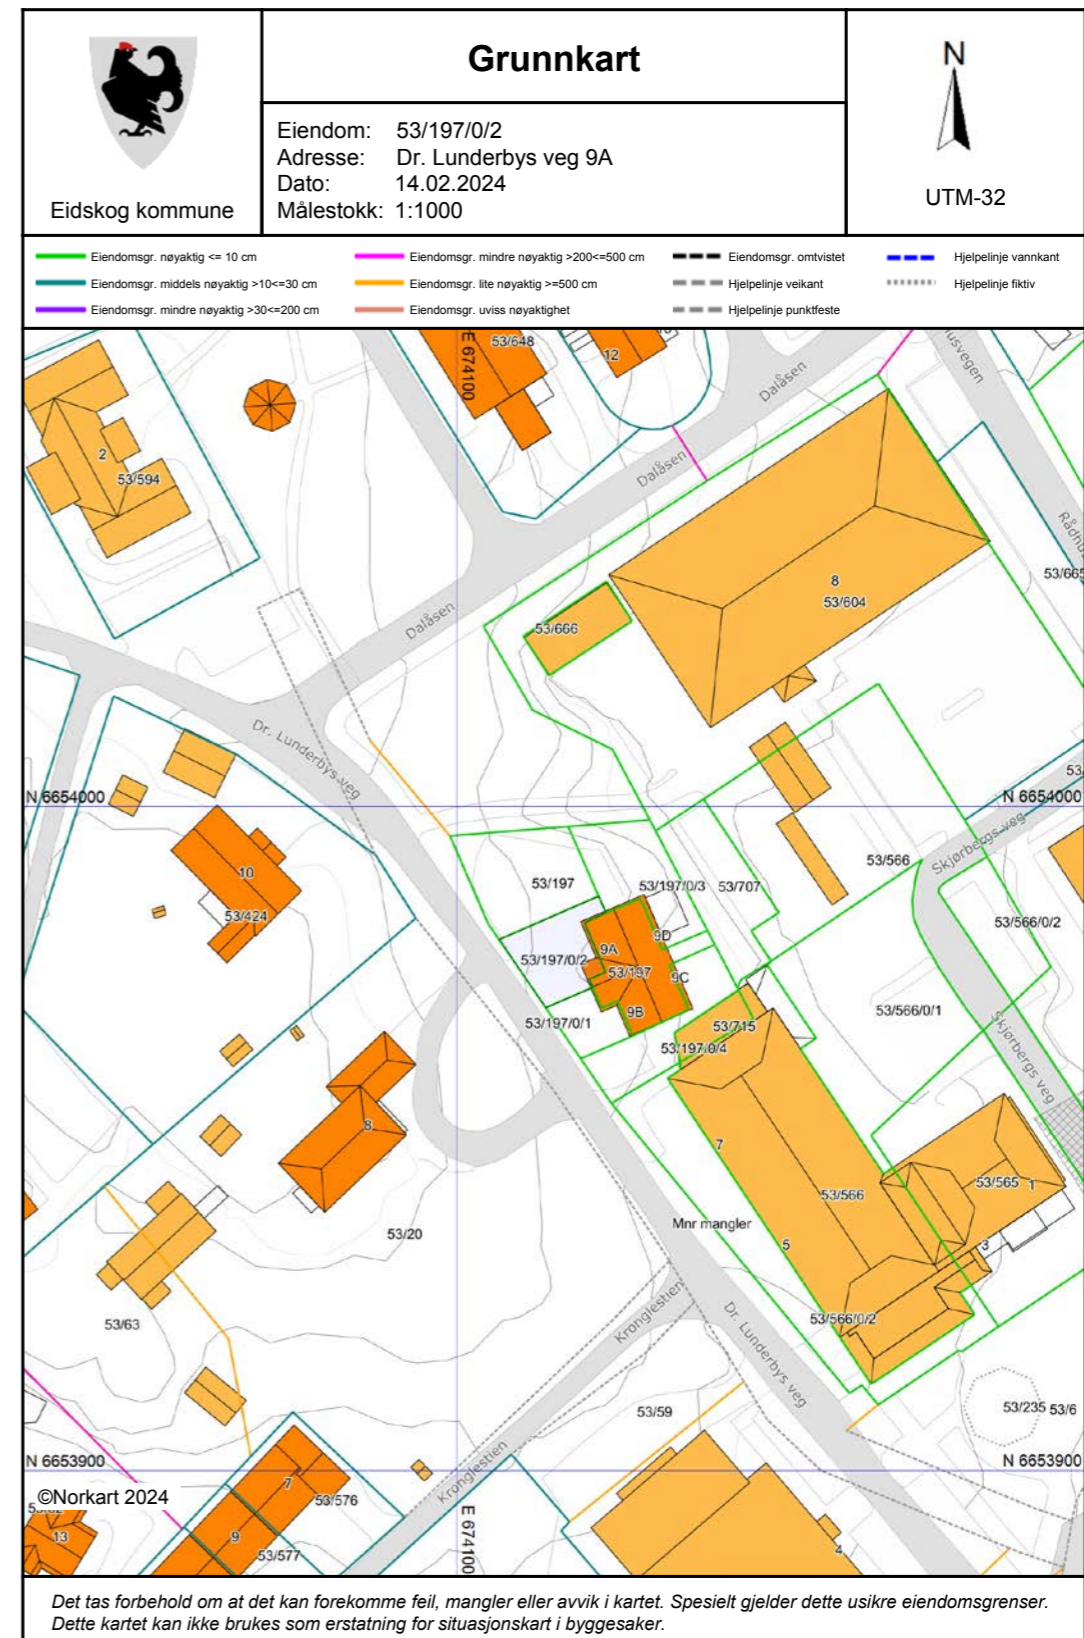 Eidskog kommune
Grunnkart
Eiendom: 53/197/0/2
Adresse: Dr. Lunderbys veg 9A
Dato: 14.02.2024
Målestokk: 1:1000
N
UTM-32
Eiendomsgr. nøyaktig <= 10 cm
Eiendomsgr. middels nøyaktig >10<=30 cm
Eiendomsgr. mindre nøyaktig >30<=200 cm
Eiendomsgr. mindre nøyaktig >200<=500 cm
Eiendomsgr. lite nøyaktig >=500 cm
Eiendomsgr. uviss nøyaktighet
Eiendomsgr. omtvistet
Hjelpelinje veikant
Hjelpelinje punktfeste
Hjelpelinje vannkant
Hjelpelinje fiktiv
E 674100
53/648
12
Dalåsen
2
53/594
Dalåsen
53/665
8
53/604
53/666
Dalåsen
Dr. Lunderbys veg
N 6654000
N 6654000
Skjørbergs veg
10
53/424
53/197
53/197/0/3
53/707
53/566
53/566/0/2
9A
9D
53/197/0/2
53/197
9C
9B
53/197/0/1
53/715
53/197/0/4
53/566/0/1
Skjørbergs veg
8
7
53/566
53/565
1
53/20
Mnr mangler
5
3
53/63
Kronglestien
Dr. Lunderbys veg
53/566/0/2
53/59
53/235
53/6
N 6653900
N 6653900
Kronglestien
7
53/576
©Norkart 2024
E 674100
13
9
53/577
4
Det tas forbehold om at det kan forekomme feil, mangler eller avvik i kartet. Spesielt gjelder dette usikre eiendomsgrenser.
Dette kartet kan ikke brukes som erstatning for situasjonskart i byggesaker.